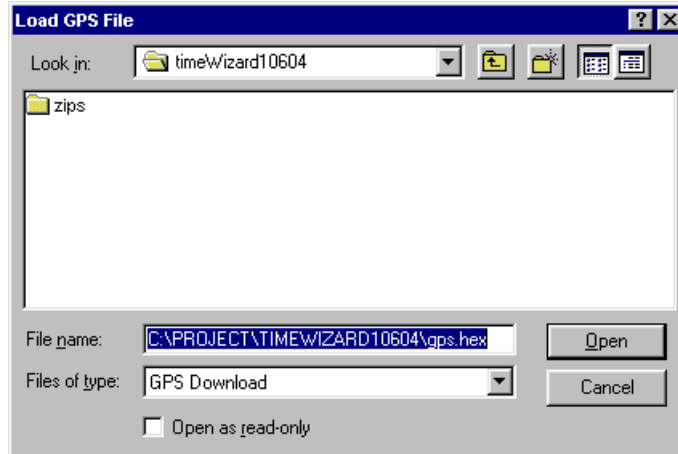 Load GPS File
Look in: timeWizard10604
zips
File name: C:\PROJECT\TIMEWIZARD10604\gps.hex Open
Files of type: GPS Download Cancel
Open as read-only